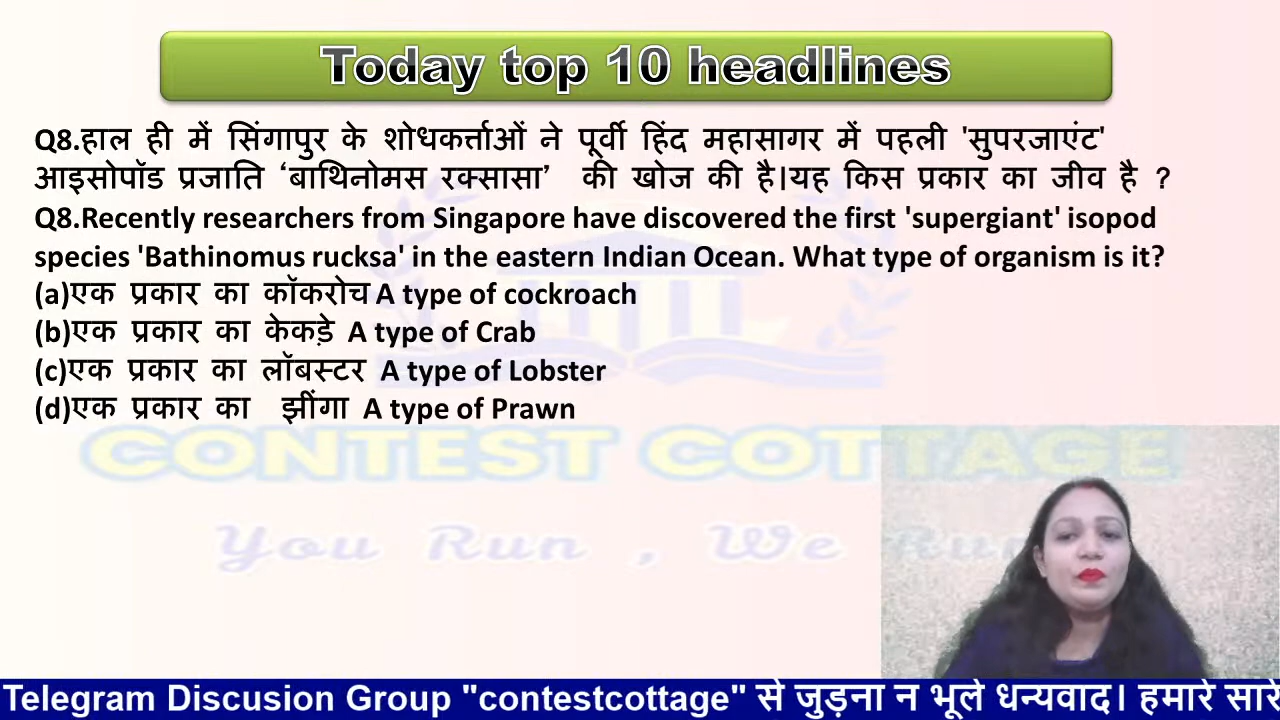 Today top 10 headlines
Q8.हाल ही में सिंगापुर के शोधकर्त्ताओं ने पूर्वी हिंद महासागर में पहली 'सुपरजाएंट'
आइसोपॉड प्रजाति ‘बाथिनोमस रक्सासा’ की खोज की है।यह किस प्रकार का जीव है ?
Q8.Recently researchers from Singapore have discovered the first 'supergiant' isopod
species 'Bathinomus rucksa' in the eastern Indian Ocean. What type of organism is it?
(a)एक प्रकार का कॉकरोच A type of cockroach
(b)एक प्रकार का केकड़े A type of Crab
(c)एक प्रकार का लॉबस्टर A type of Lobster
(d)एक प्रकार का झींगा A type of Prawn
CONTEST COTTAGE
You Run , We Run
Telegram Discusion Group "contestcottage" से जुड़ना न भूले धन्यवाद। हमारे सारे